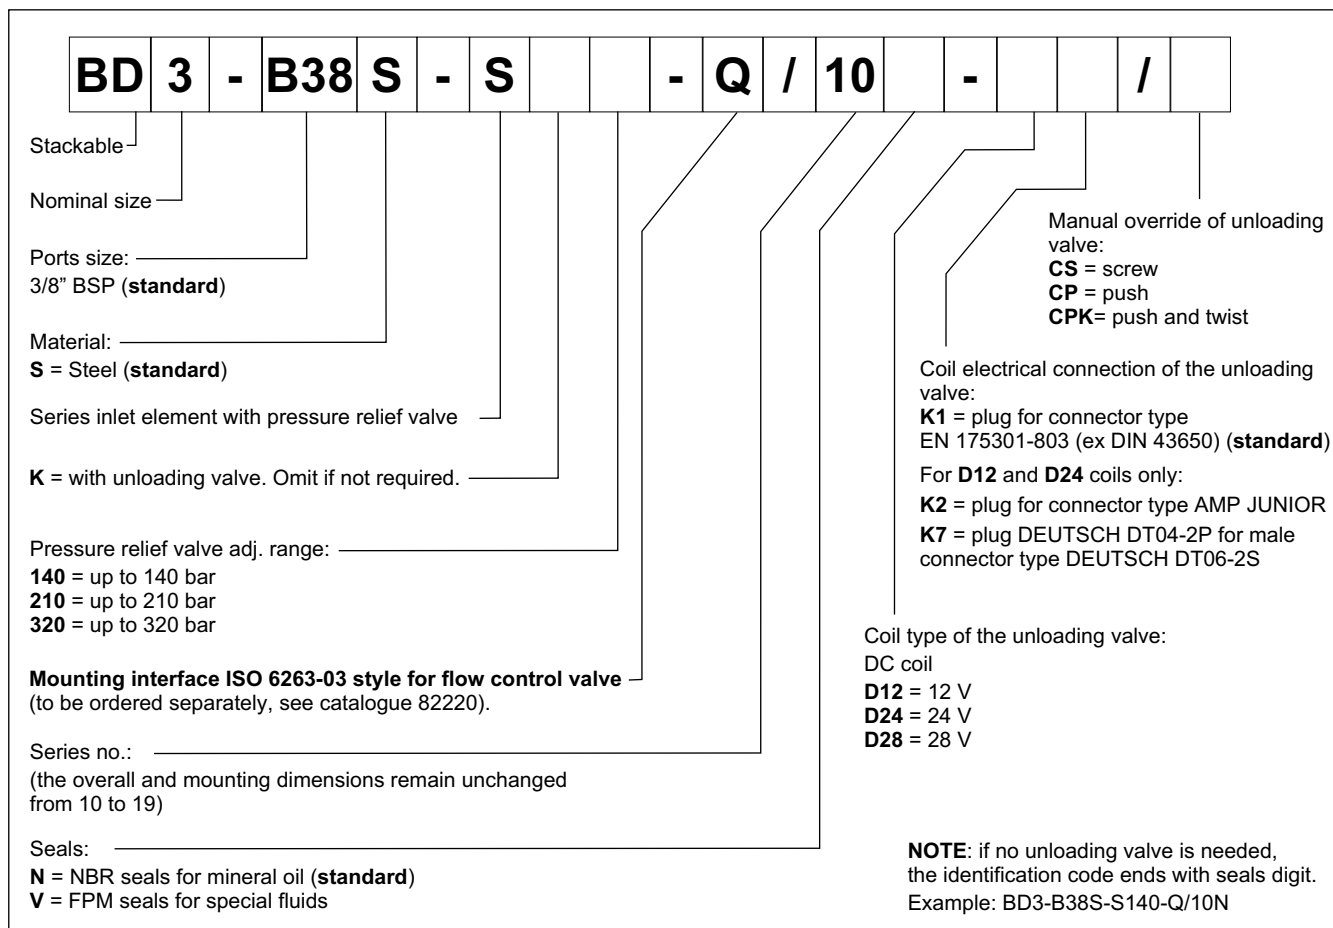 BD 3 - B38 S - S - Q / 10 - /
Stackable
Nominal size
Ports size:
3/8” BSP (standard)
Material:
S = Steel (standard)
Series inlet element with pressure relief valve
K = with unloading valve. Omit if not required.
Pressure relief valve adj. range:
140 = up to 140 bar
210 = up to 210 bar
320 = up to 320 bar
Mounting interface ISO 6263-03 style for flow control valve
(to be ordered separately, see catalogue 82220).
Series no.:
(the overall and mounting dimensions remain unchanged
from 10 to 19)
Seals:
N = NBR seals for mineral oil (standard)
V = FPM seals for special fluids
Manual override of unloading
valve:
CS = screw
CP = push
CPK= push and twist
Coil electrical connection of the unloading
valve:
K1 = plug for connector type
EN 175301-803 (ex DIN 43650) (standard)
For D12 and D24 coils only:
K2 = plug for connector type AMP JUNIOR
K7 = plug DEUTSCH DT04-2P for male
connector type DEUTSCH DT06-2S
Coil type of the unloading valve:
DC coil
D12 = 12 V
D24 = 24 V
D28 = 28 V
NOTE: if no unloading valve is needed,
the identification code ends with seals digit.
Example: BD3-B38S-S140-Q/10N